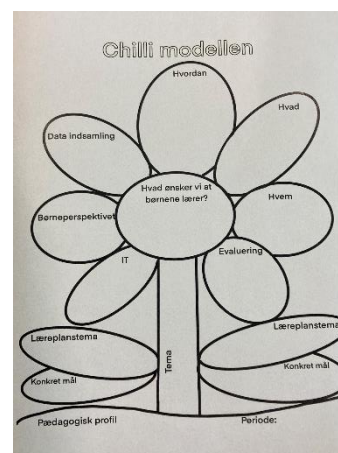 Chilli modellen
Hvordan
Hvad
Data indsamling
Hvad ønsker vi at
børnene lærer?
Hvem
Børneperspektivet
IT
Evaluering
Læreplanstema
Læreplanstema
Tema
Konkret mål
Konkret mål
Pædagogisk profil
Periode: